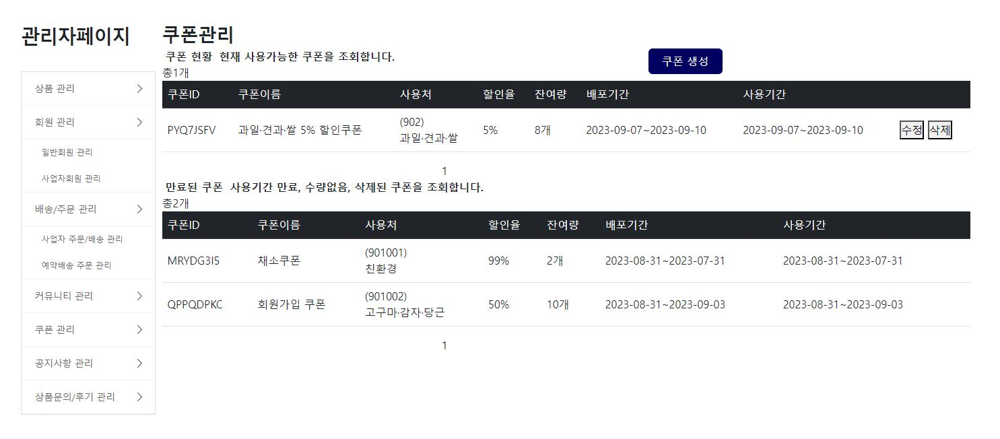 관리자페이지
상품 관리
회원 관리
일반회원 관리
사업자회원 관리
배송/주문 관리
사업자 주문/배송 관리
예약배송 주문 관리
커뮤니티 관리
쿠폰 관리
공지사항 관리
상품문의/후기 관리
쿠폰관리
쿠폰 현황 현재 사용가능한 쿠폰을 조회합니다.
쿠폰 생성
총1개
쿠폰ID 쿠폰이름 사용처 할인율 잔여량 배포기간 사용기간
PYQ7JSFV 과일·견과·쌀 5% 할인쿠폰 (902) 5% 8개 2023-09-07~2023-09-10 2023-09-07~2023-09-10 수정 삭제
과일·견과·쌀
1
만료된 쿠폰 사용기간 만료, 수량없음, 삭제된 쿠폰을 조회합니다.
총2개
쿠폰ID 쿠폰이름 사용처 할인율 잔여량 배포기간 사용기간
MRYDG3I5 채소쿠폰 (901001) 99% 2개 2023-08-31~2023-07-31 2023-08-31~2023-07-31
친환경
QPPQDPKC 회원가입 쿠폰 (901002) 50% 10개 2023-08-31~2023-09-03 2023-08-31~2023-09-03
고구마·감자·당근
1